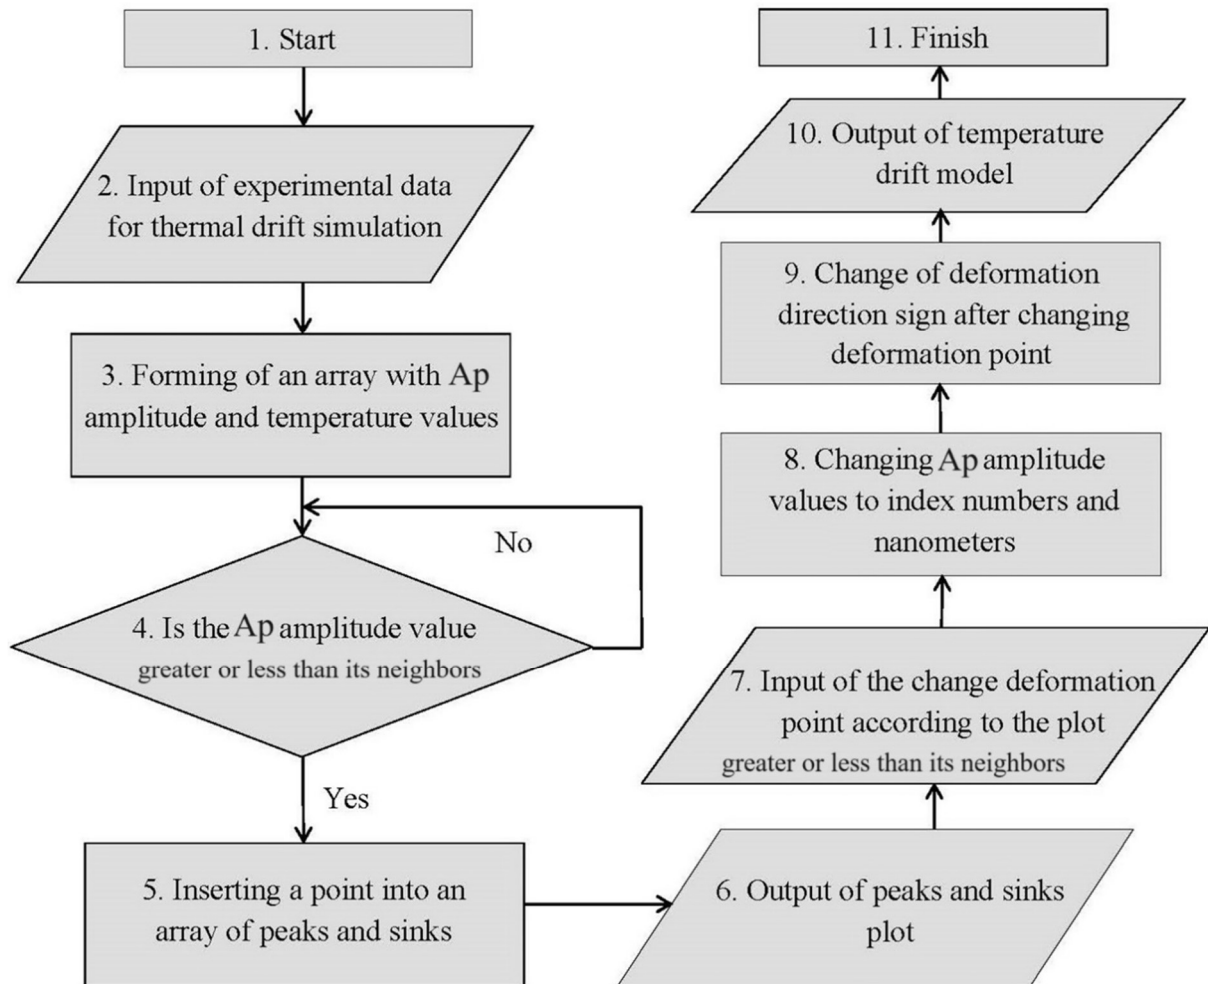 1. Start
2. Input of experimental data
for thermal drift simulation
3. Forming of an array with Ap
amplitude and temperature values
No
4. Is the Ap amplitude value
greater or less than its neighbors
Yes
5. Inserting a point into an
array of peaks and sinks
6. Output of peaks and sinks
plot
7. Input of the change deformation
point according to the plot
greater or less than its neighbors
8. Changing Ap amplitude
values to index numbers and
nanometers
9. Change of deformation
direction sign after changing
deformation point
10. Output of temperature
drift model
11. Finish